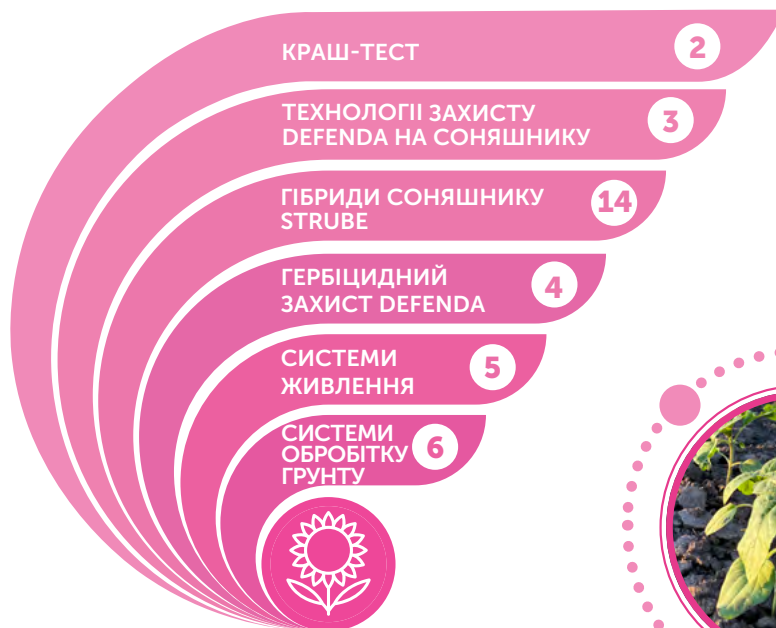 КРАШ-ТЕСТ
2
ТЕХНОЛОГІЇ ЗАХИСТУ
DEFENDA НА СОНЯШНИКУ
3
ГІБРИДИ СОНЯШНИКУ
STRUBE
14
ГЕРБІЦИДНИЙ
ЗАХИСТ DEFENDA
4
СИСТЕМИ
ЖИВЛЕННЯ
5
СИСТЕМИ
ОБРОБІТКУ
ГРУНТУ
6